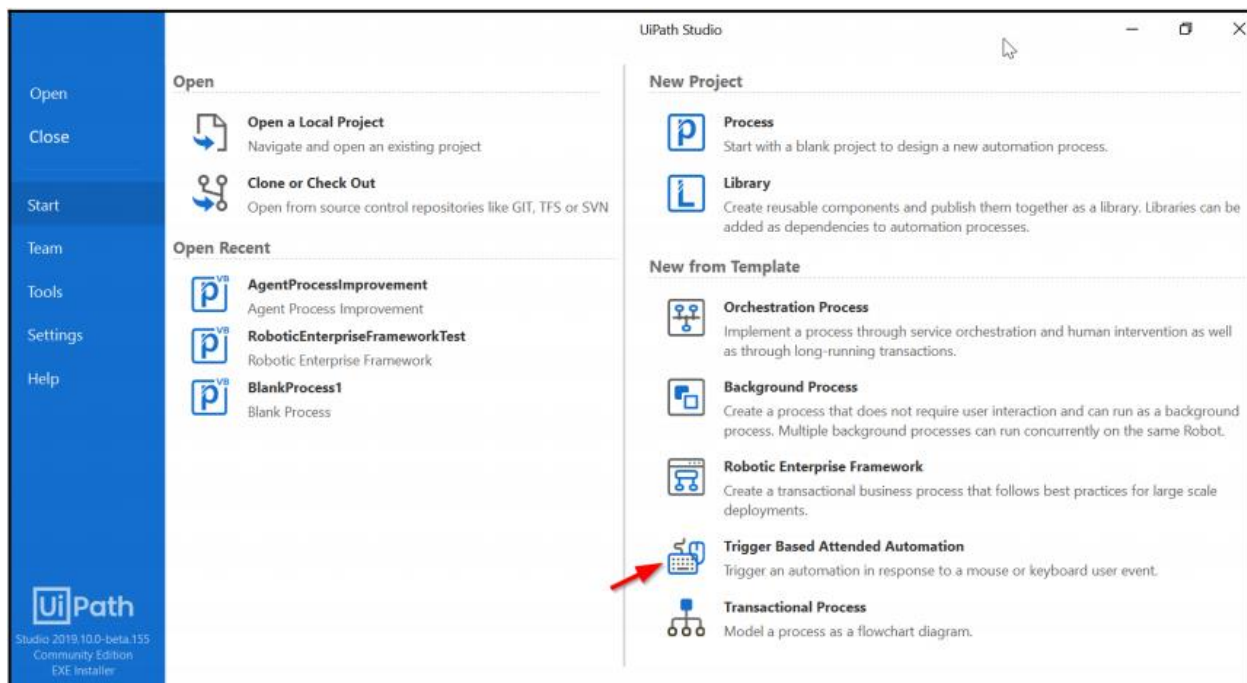 UiPath Studio
Open
Close
Start
Team
Tools
Settings
Help
UiPath
Studio 2019.10.0-beta.155
Community Edition
EXE Installer
Open
Open a Local Project
Navigate and open an existing project
Clone or Check Out
Open from source control repositories like GIT, TFS or SVN
Open Recent
VB
AgentProcessImprovement
Agent Process Improvement
VB
RoboticEnterpriseFrameworkTest
Robotic Enterprise Framework
VB
BlankProcess1
Blank Process
New Project
Process
Start with a blank project to design a new automation process.
Library
Create reusable components and publish them together as a library. Libraries can be
added as dependencies to automation processes.
New from Template
Orchestration Process
Implement a process through service orchestration and human intervention as well
as through long-running transactions.
Background Process
Create a process that does not require user interaction and can run as a background
process. Multiple background processes can run concurrently on the same Robot.
Robotic Enterprise Framework
Create a transactional business process that follows best practices for large scale
deployments.
Trigger Based Attended Automation
Trigger an automation in response to a mouse or keyboard user event.
Transactional Process
Model a process as a flowchart diagram.